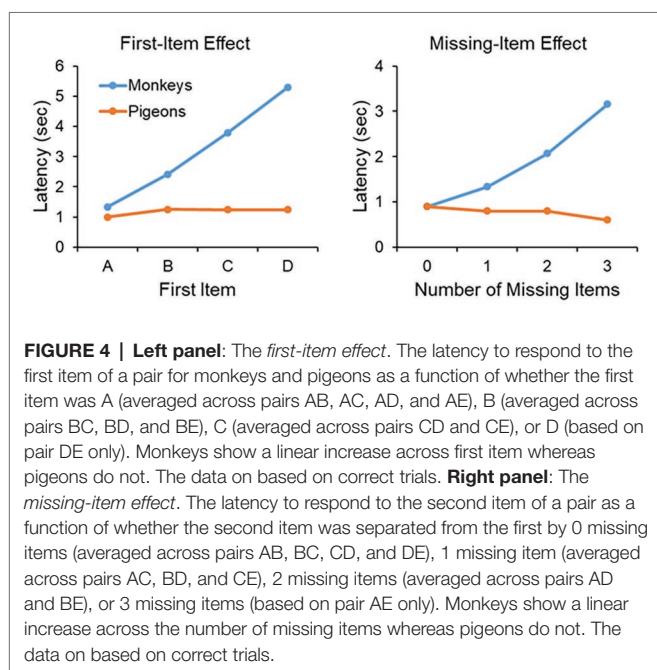 First-Item Effect
6
5
4
3
2
1
0
Latency (sec)
Monkeys
Pigeons
A B C D
First Item
Missing-Item Effect
4
3
2
1
0
Latency (sec)
0 1 2 3
Number of Missing Items
FIGURE 4 | Left panel: The first-item effect. The latency to respond to the
first item of a pair for monkeys and pigeons as a function of whether the first
item was A (averaged across pairs AB, AC, AD, and AE), B (averaged across
pairs BC, BD, and BE), C (averaged across pairs CD and CE), or D (based on
pair DE only). Monkeys show a linear increase across first item whereas
pigeons do not. The data on based on correct trials. Right panel: The
missing-item effect. The latency to respond to the second item of a pair as a
function of whether the second item was separated from the first by 0 missing
items (averaged across pairs AB, BC, CD, and DE), 1 missing item (averaged
across pairs AC, BD, and CE), 2 missing items (averaged across pairs AD
and BE), or 3 missing items (based on pair AE only). Monkeys show a linear
increase across the number of missing items whereas pigeons do not. The
data on based on correct trials.